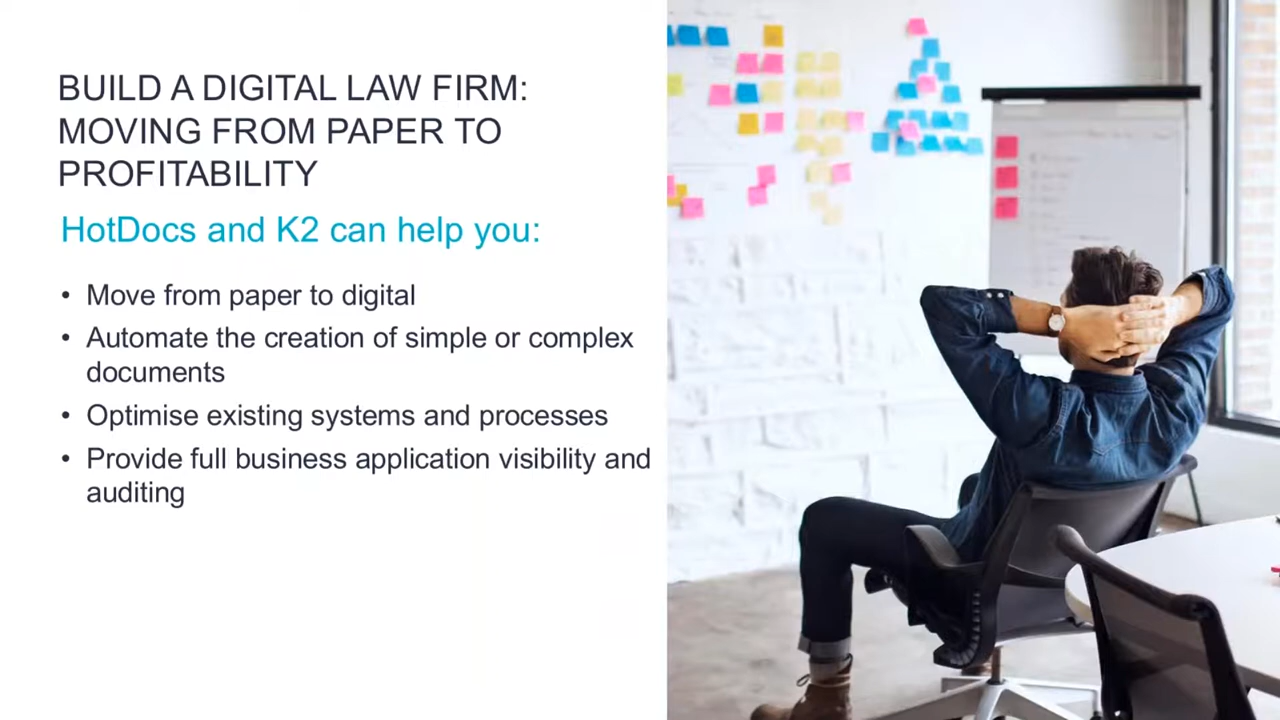 BUILD A DIGITAL LAW FIRM:
MOVING FROM PAPER TO
PROFITABILITY
HotDocs and K2 can help you:
• Move from paper to digital
• Automate the creation of simple or complex
documents
• Optimise existing systems and processes
• Provide full business application visibility and
auditing